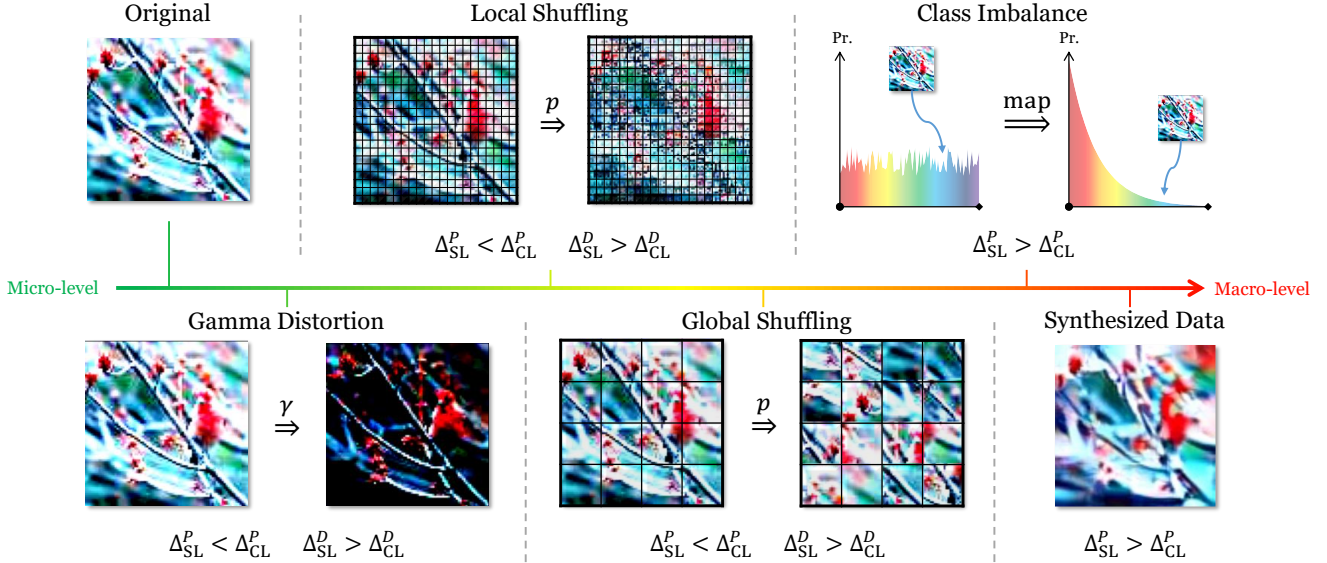 Original
Local Shuffling
Class Imbalance
Pr.
Pr.
p
⇒
map
⟹
Δ^P_SL < Δ^P_CL Δ^D_SL > Δ^D_CL
Δ^P_SL > Δ^P_CL
Micro-level
Macro-level
Gamma Distortion
Global Shuffling
Synthesized Data
γ
⇒
p
⇒
Δ^P_SL < Δ^P_CL Δ^D_SL > Δ^D_CL
Δ^P_SL < Δ^P_CL Δ^D_SL > Δ^D_CL
Δ^P_SL > Δ^P_CL